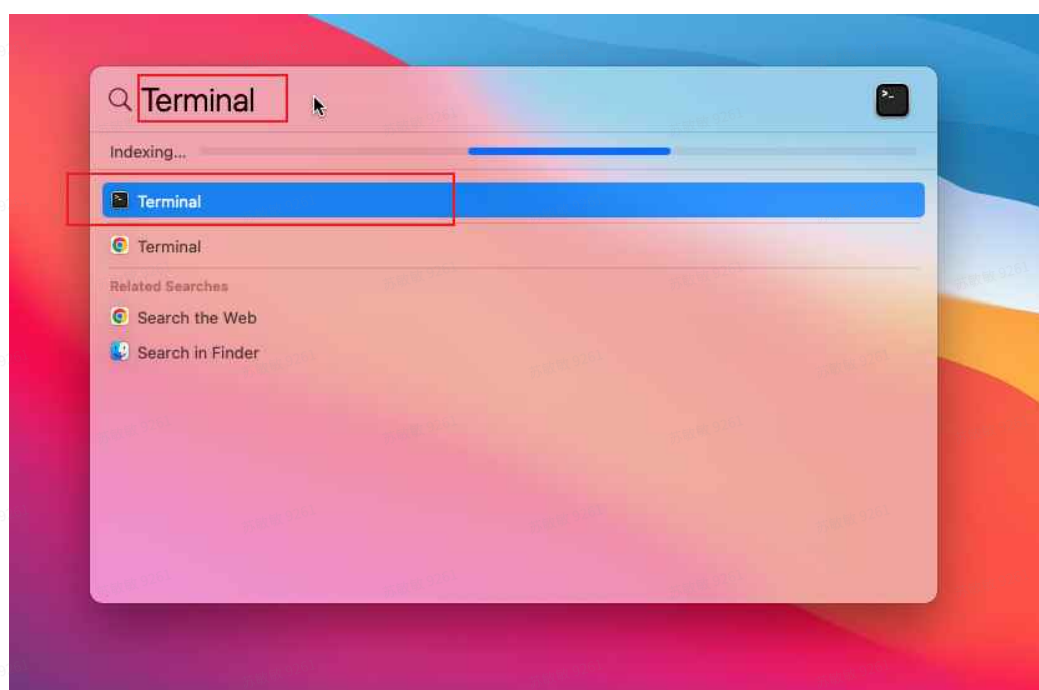 Terminal
Indexing...
Terminal
Terminal
Related Searches
Search the Web
Search in Finder